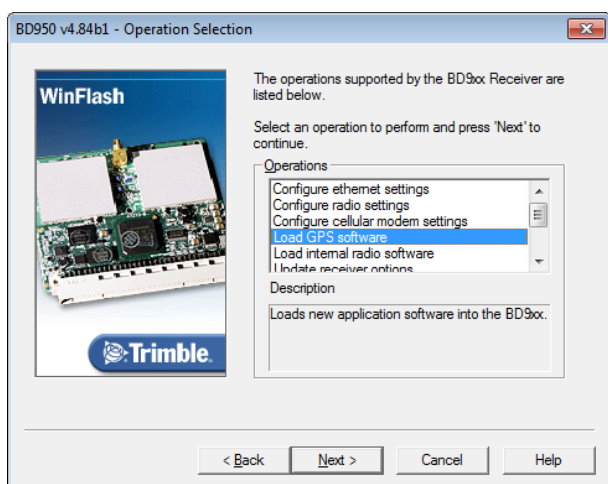 BD950 v4.84b1 - Operation Selection
WinFlash
Trimble.
The operations supported by the BD9xx Receiver are
listed below.
Select an operation to perform and press 'Next' to
continue.
Operations
Configure ethernet settings
Configure radio settings
Configure cellular modem settings
Load GPS software
Load internal radio software
Update receiver options
Description
Loads new application software into the BD9xx.
< Back
Next >
Cancel
Help